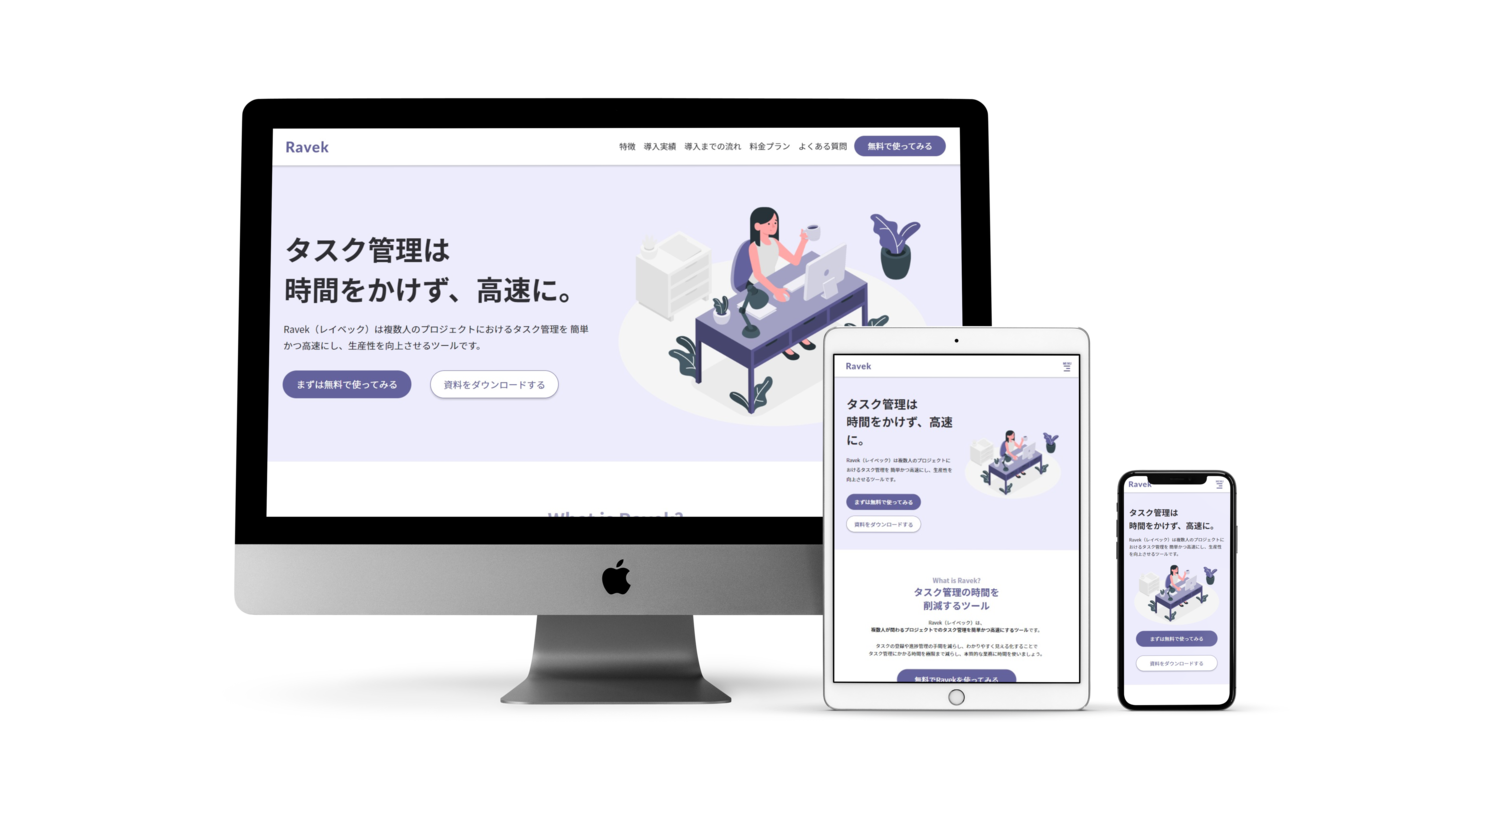 Ravek
特徴 導入実績 導入までの流れ 料金プラン よくある質問 無料で使ってみる
タスク管理は
時間をかけず、高速に。
Ravek（レイベック）は複数人のプロジェクトにおけるタスク管理を 簡単
かつ高速にし、生産性を向上させるツールです。
まずは無料で使ってみる 資料をダウンロードする
What is Ravek?
Ravek
タスク管理は
時間をかけず、高速
に。
Ravek（レイベック）は複数人のプロジェクトに
おけるタスク管理を 簡単かつ高速にし、生産性を
向上させるツールです。
まずは無料で使ってみる
資料をダウンロードする
What is Ravek?
タスク管理の時間を
削減するツール
Ravek（レイベック）は、
複数人が関わるプロジェクトでのタスク管理を簡単かつ高速にするツールです。
タスクの登録や進捗管理の手間を減らし、わかりやすく見える化することで
タスク管理にかかる時間を極限まで減らし、本質的な業務に時間を使いましょう。
無料でRavekを使ってみる
Ravek
タスク管理は
時間をかけず、高速に。
Ravek（レイベック）は複数人のプロジェクトに
おけるタスク管理を 簡単かつ高速にし、生産性
を向上させるツールです。
まずは無料で使ってみる
資料をダウンロードする